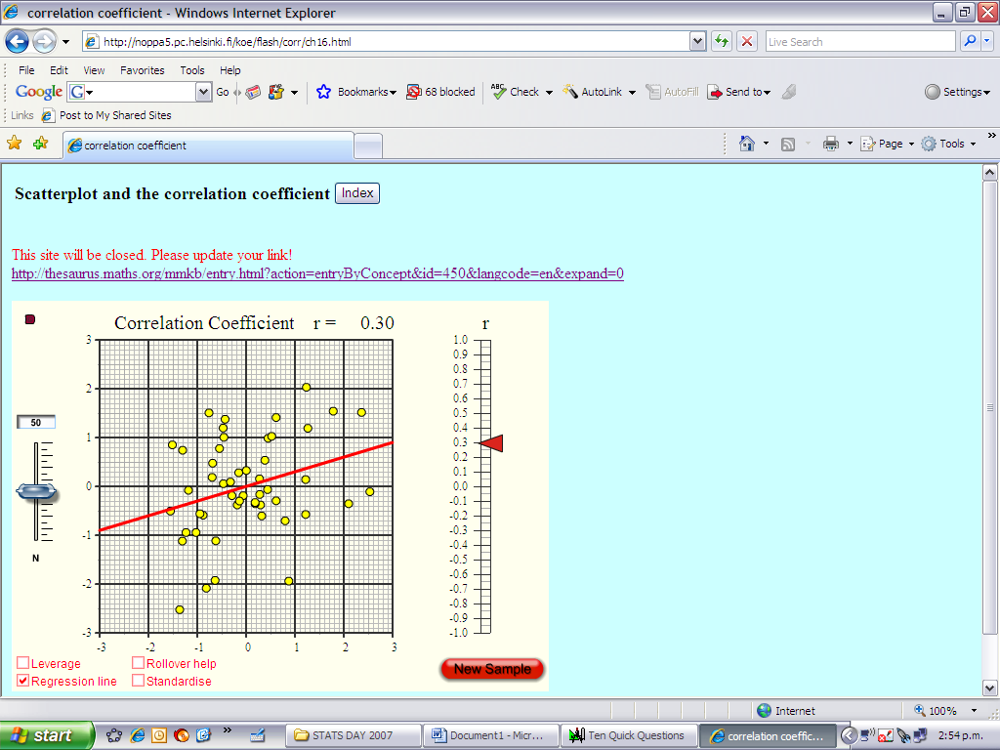 correlation coefficient - Windows Internet Explorer
http://noppa5.pc.helsinki.fi/koe/flash/corr/ch16.html
Live Search
File Edit View Favorites Tools Help
Google G Go Bookmarks 68 blocked ABC Check AutoLink AutoFill Send to Settings
Links Post to My Shared Sites
correlation coefficient Page Tools
Scatterplot and the correlation coefficient Index
This site will be closed. Please update your link!
http://thesaurus.maths.org/mmkb/entry.html?action=entryByConcept&id=450&langcode=en&expand=0
Correlation Coefficient r = 0.30
r
3
2
1
0
-1
-2
-3
-3 -2 -1 0 1 2 3
50
N
1.0
0.9
0.8
0.7
0.6
0.5
0.4
0.3
0.2
0.1
0.0
-0.1
-0.2
-0.3
-0.4
-0.5
-0.6
-0.7
-0.8
-0.9
-1.0
Leverage Rollover help
Regression line Standardise
New Sample
Internet 100%
start STATS DAY 2007 Document1 - Micr... Ten Quick Questions correlation coeffic... 2:54 p.m.